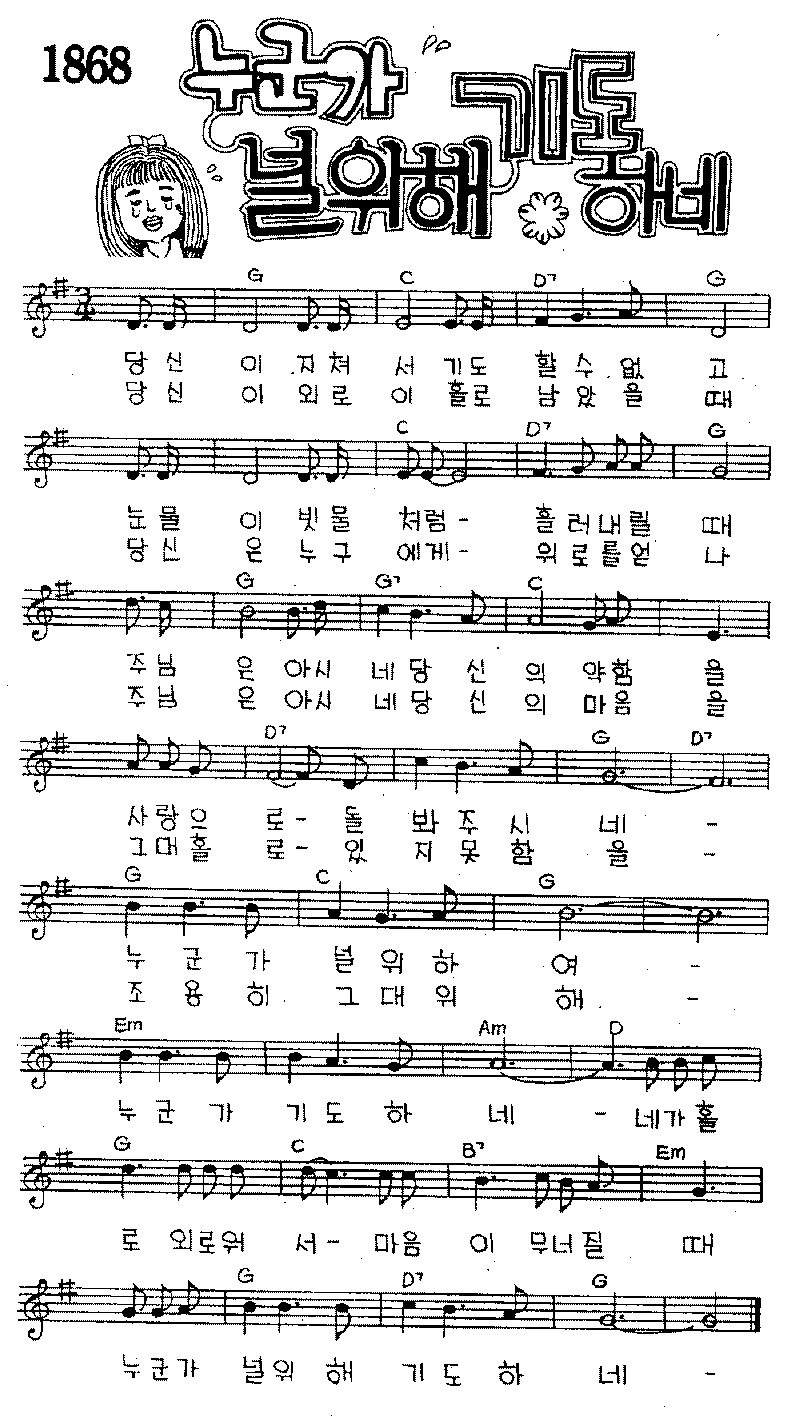 1868
누군가 널위해 기도하네
G C D7 G
당신 이 지쳐 서 기도 할 수 없 고
당신 이 외로 이 홀로 남 았 을 때
C D7 G
눈물 이 빗물 처럼- 흘 러내릴 때
당신 은 누구 에게- 위 로를얻 나
G G7 C
주님 은 아시 네 당 신 의 약함 을
주님 은 아시 네 당 신 의 마음 을
D7 G D7
사랑으 로- 돌 봐 주 시 네 -
그대홀 로- 있 지 못 함 을 -
G C G
누 군 가 널 위 하 여 -
조 용 히 그 대 위 해 -
Em Am D
누 군 가 기 도 하 네 - 네가홀
G C B7 Em
로 외로워 서- 마음 이 무너질 때
G D7 G
누군가 널위 해 기 도 하 네 -